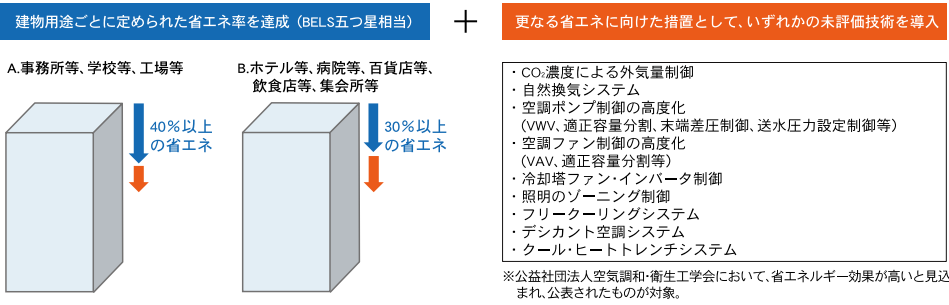 建物用途ごとに定められた省エネ率を達成（BELS五つ星相当）
＋
更なる省エネに向けた措置として、いずれかの未評価技術を導入
A.事務所等、学校等、工場等
40％以上
の省エネ
B.ホテル等、病院等、百貨店等、
飲食店等、集会所等
30％以上
の省エネ
・CO₂濃度による外気量制御
・自然換気システム
・空調ポンプ制御の高度化
（VWV、適正容量分割、末端差圧制御、送水圧力設定制御等）
・空調ファン制御の高度化
（VAV、適正容量分割等）
・冷却塔ファン・インバータ制御
・照明のゾーニング制御
・フリークーリングシステム
・デシカント空調システム
・クール・ヒートトレンチシステム
※公益社団法人空気調和・衛生工学会において、省エネルギー効果が高いと見込
まれ、公表されたものが対象。